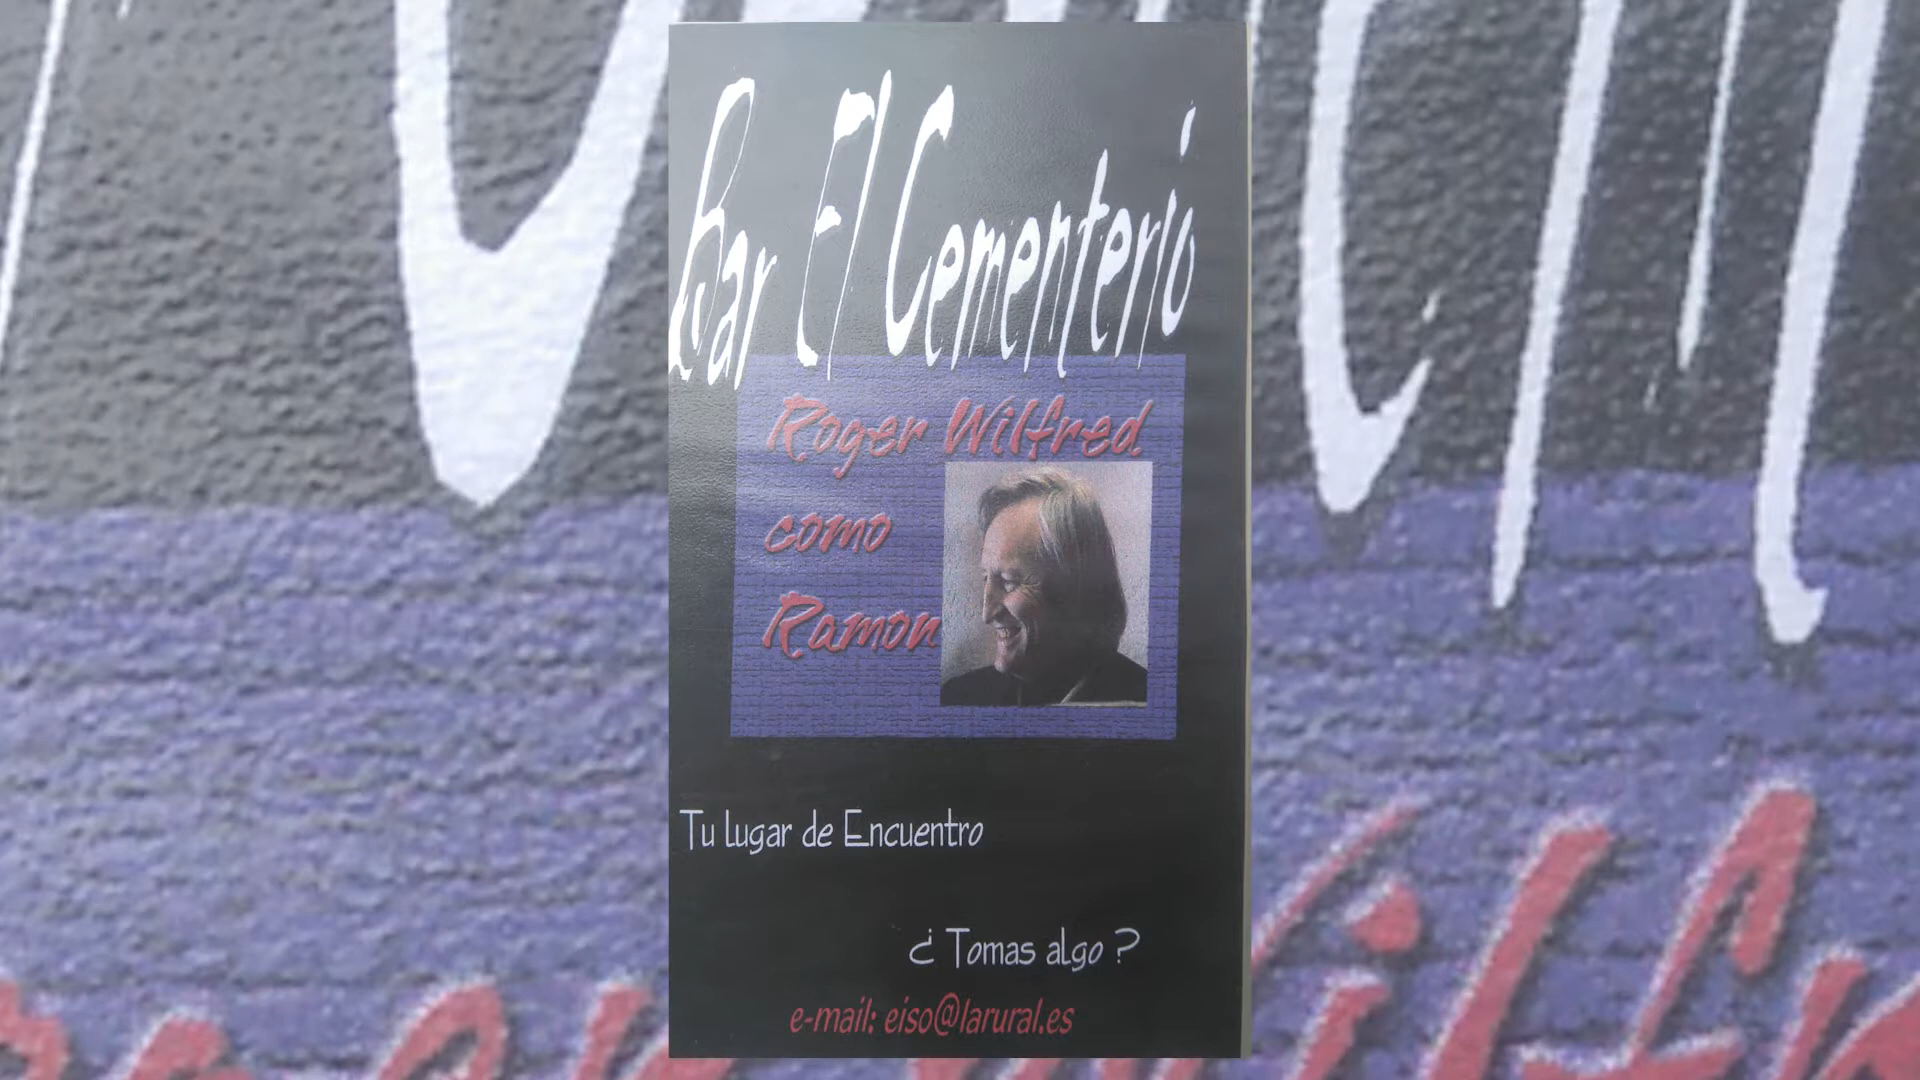 Bar El Cementerio
Roger Wilfred
como
Ramon
Tu lugar de Encuentro
¿ Tomas algo ?
e-mail: eiso@larural.es